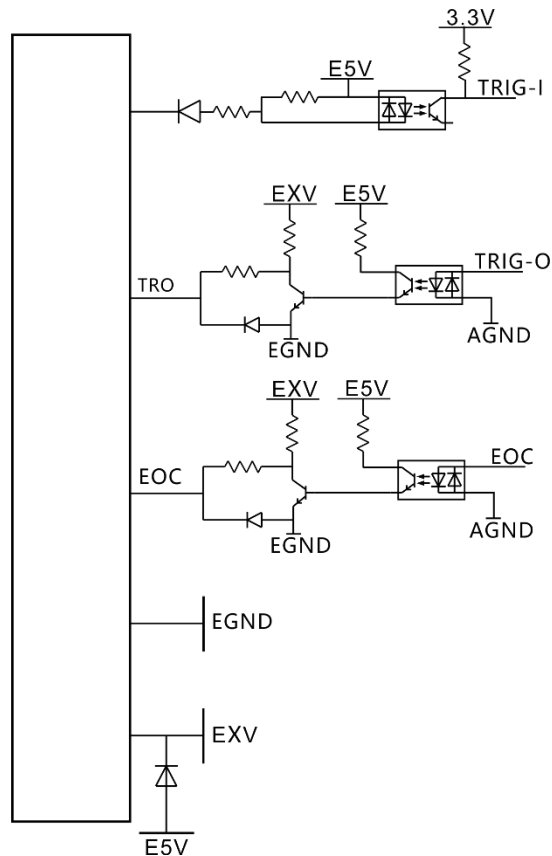 3.3V
E5V
TRIG-I
EXV
E5V
TRIG-O
TRO
AGND
EGND
EXV
E5V
EOC
EOC
AGND
EGND
EGND
EXV
E5V